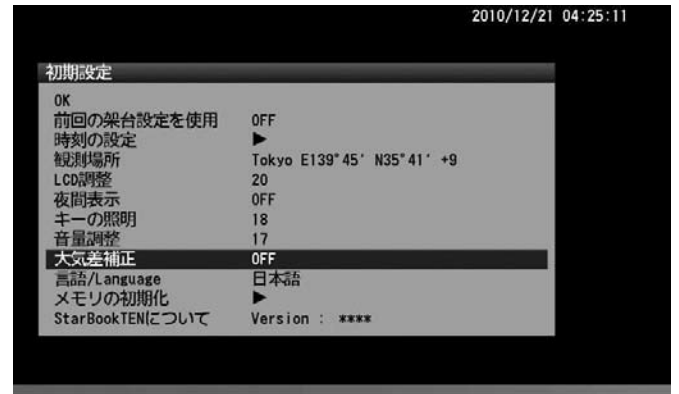 2010/12/21 04:25:11
初期設定
OK
前回の架台設定を使用 OFF
時刻の設定 ▶
観測場所 Tokyo E139°45′ N35°41′ +9
LCD調整 20
夜間表示 OFF
キーの照明 18
音量調整 17
大気差補正 OFF
言語/Language 日本語
メモリの初期化 ▶
StarBookTENについて Version : ****